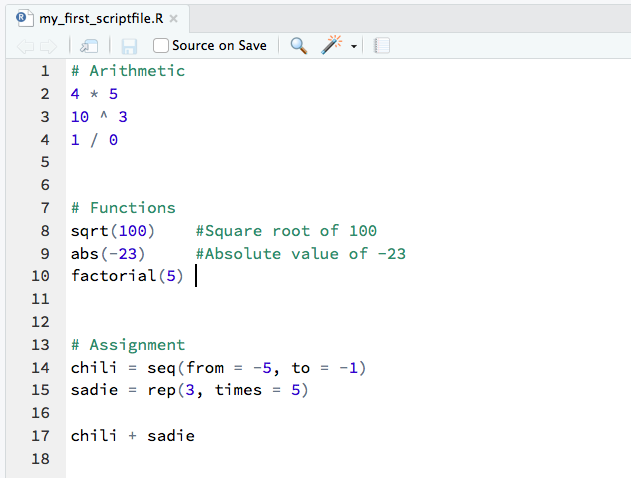 my_first_scriptfile.R
Source on Save
1 # Arithmetic
2 4 * 5
3 10 ^ 3
4 1 / 0
5
6
7 # Functions
8 sqrt(100)    #Square root of 100
9 abs(-23)     #Absolute value of -23
10 factorial(5)
11
12
13 # Assignment
14 chili = seq(from = -5, to = -1)
15 sadie = rep(3, times = 5)
16
17 chili + sadie
18